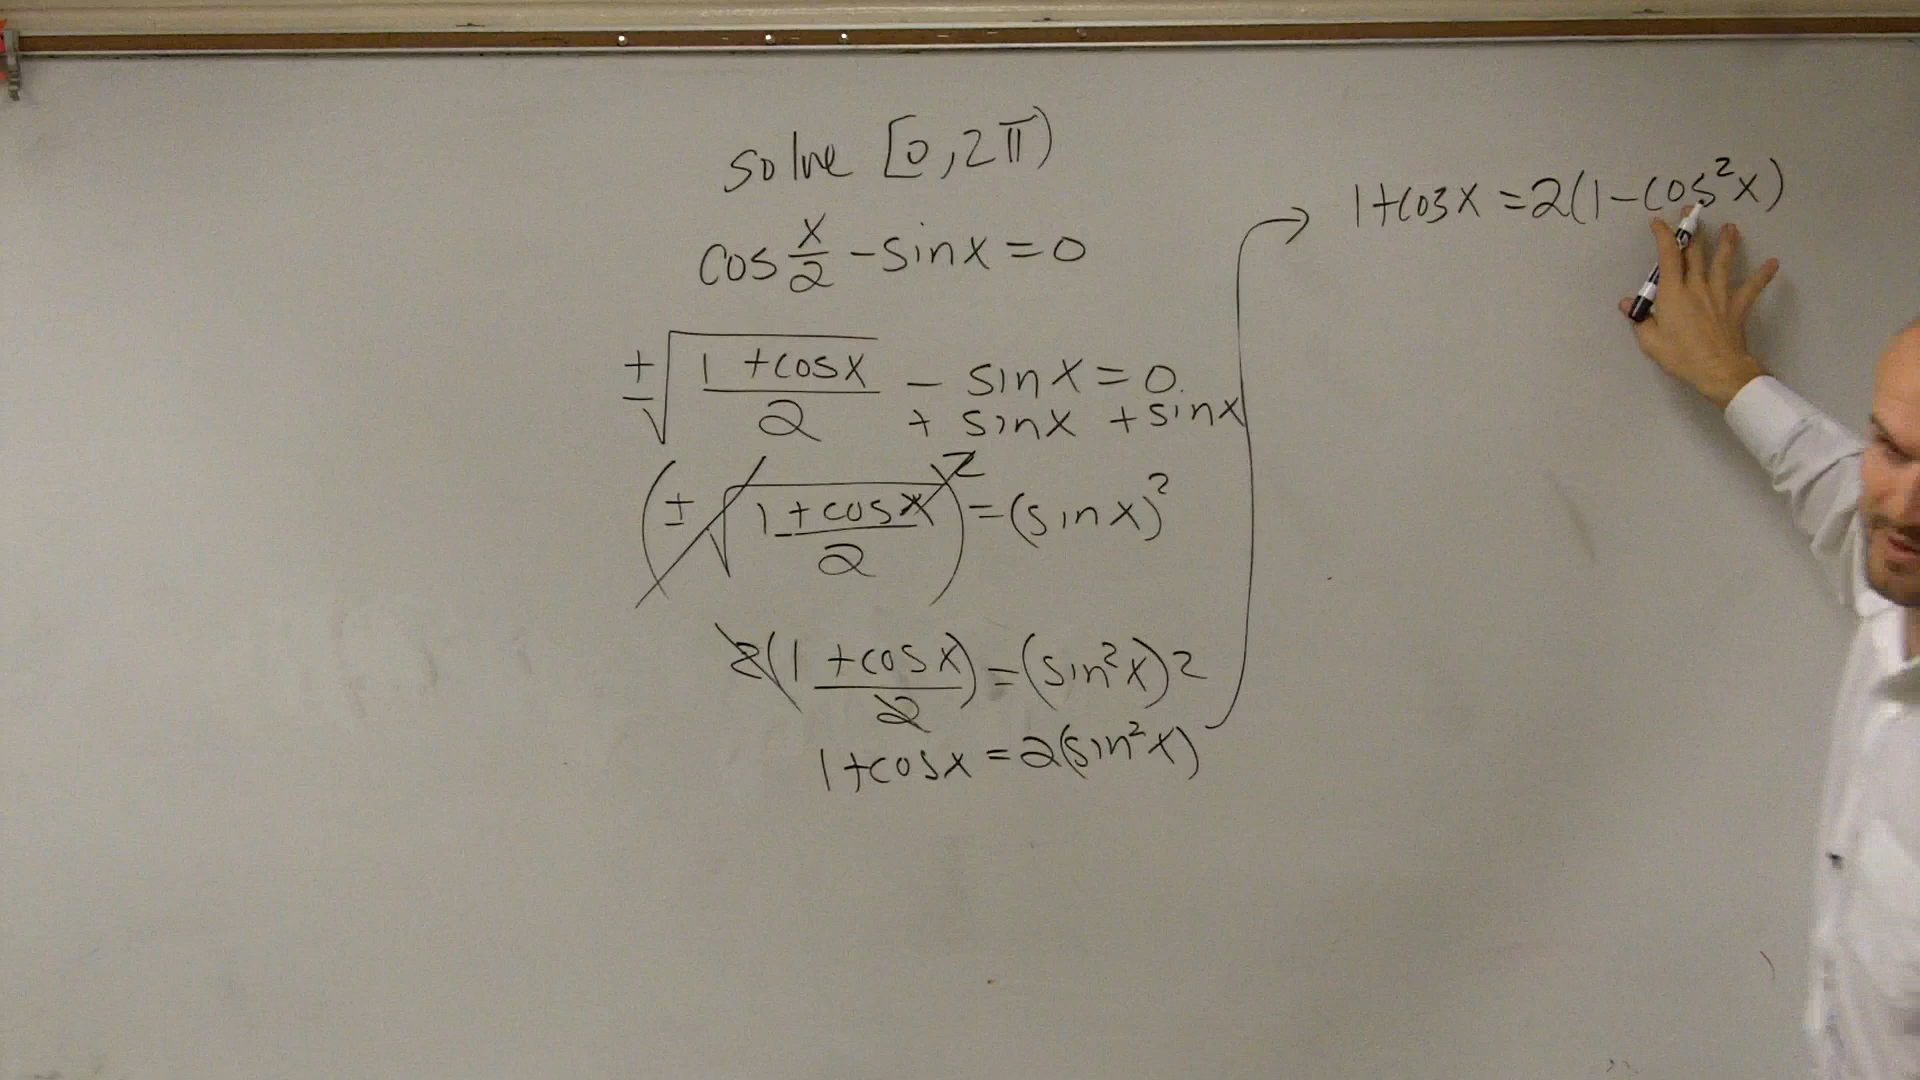 solve [0, 2π)
cos x/2 - sinx = 0
± √(1 + cosx / 2) - sinx = 0
+ sinx + sinx
(± √(1 + cosx / 2))² = (sinx)²
2(1 + cosx / 2) = (sin²x)2
1 + cosx = 2(sin²x)
1 + cosx = 2(1 - cos²x)